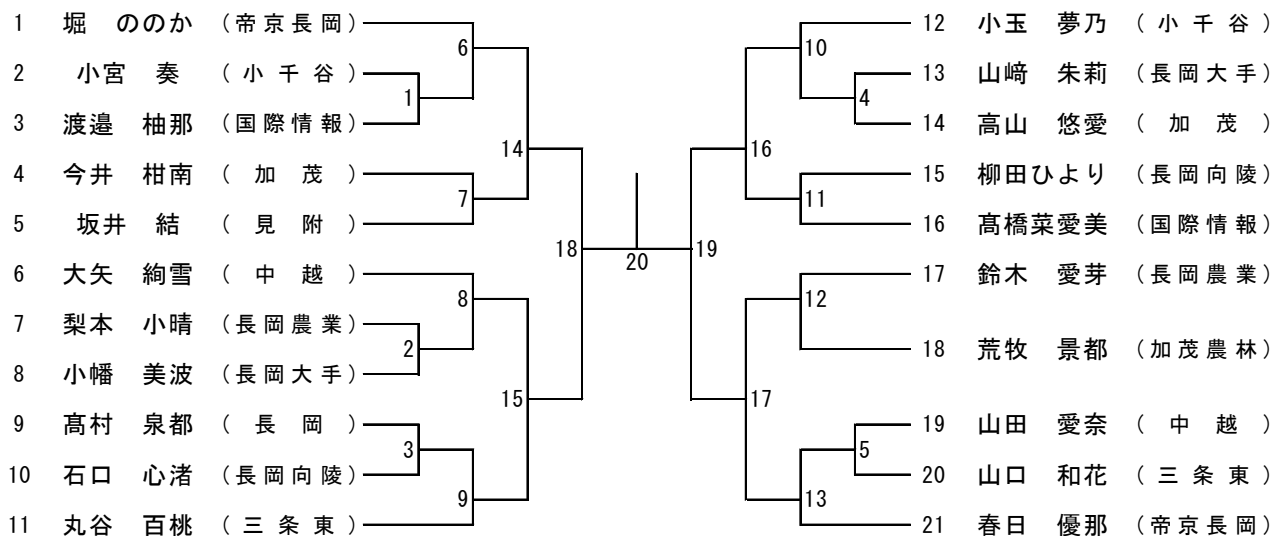 1 堀　ののか （帝京長岡）
2 小宮　奏 （小千谷）
3 渡邉　柚那 （国際情報）
4 今井　柑南 （加茂）
5 坂井　結 （見附）
6 大矢　絢雪 （中越）
7 梨本　小晴 （長岡農業）
8 小幡　美波 （長岡大手）
9 髙村　泉都 （長岡）
10 石口　心渚 （長岡向陵）
11 丸谷　百桃 （三条東）
6
1
14
7
18
8
2
15
3
9
20
10
4
16
11
19
12
17
5
13
12 小玉　夢乃 （小千谷）
13 山﨑　朱莉 （長岡大手）
14 高山　悠愛 （加茂）
15 柳田ひより （長岡向陵）
16 髙橋菜愛美 （国際情報）
17 鈴木　愛芽 （長岡農業）
18 荒牧　景都 （加茂農林）
19 山田　愛奈 （中越）
20 山口　和花 （三条東）
21 春日　優那 （帝京長岡）